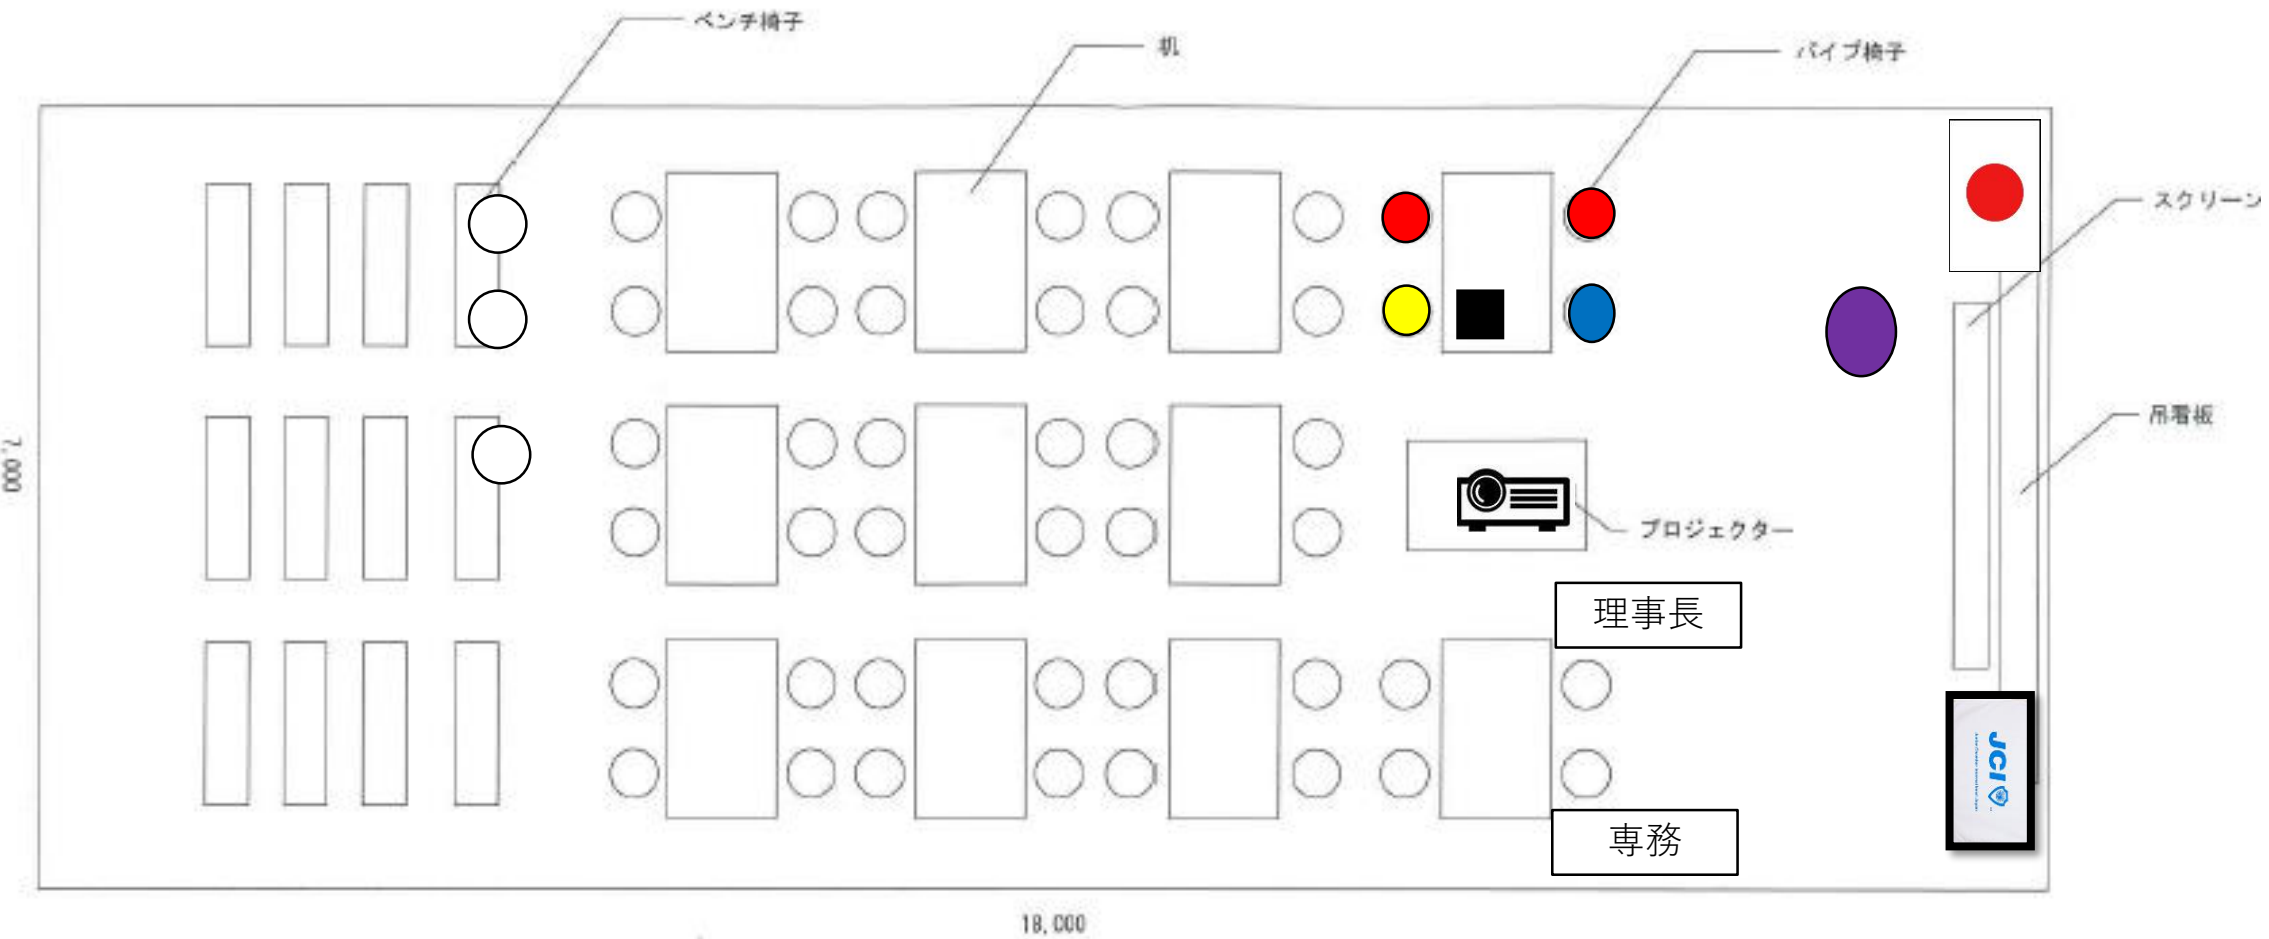 ベンチ椅子
机
パイプ椅子
スクリーン
吊看板
プロジェクター
理事長
専務
JCI
7,000
18,000